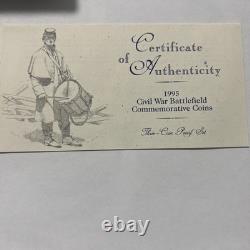 Certificate
of Authenticity
1995
Civil War Battlefield
Commemorative Coins
Three-Coin Proof Set